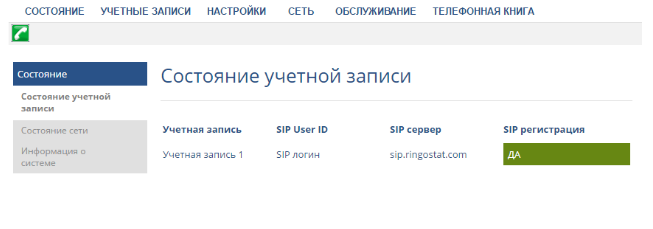 СОСТОЯНИЕ УЧЕТНЫЕ ЗАПИСИ НАСТРОЙКИ СЕТЬ ОБСЛУЖИВАНИЕ ТЕЛЕФОННАЯ КНИГА
Состояние
Состояние учетной
записи
Состояние сети
Информация о
системе
Состояние учетной записи
Учетная запись SIP User ID SIP сервер SIP регистрация
Учетная запись 1 SIP логин sip.ringostat.com ДА